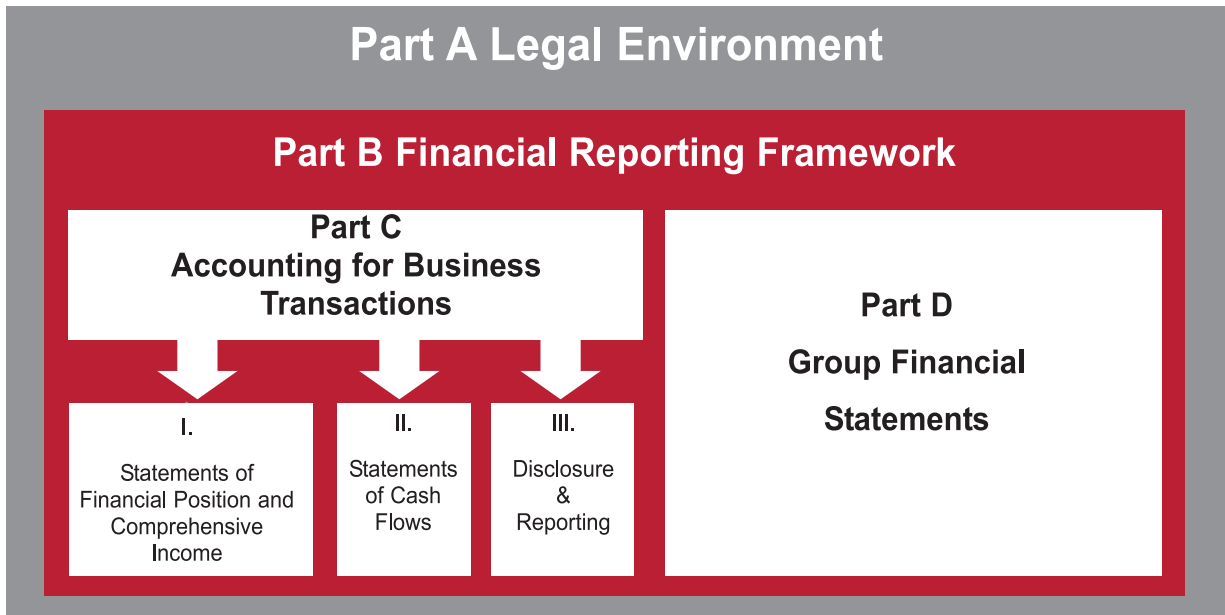 Part A Legal Environment
Part B Financial Reporting Framework
Part C
Accounting for Business
Transactions
I.
Statements of
Financial Position and
Comprehensive
Income
II.
Statements
of Cash
Flows
III.
Disclosure
&
Reporting
Part D
Group Financial
Statements